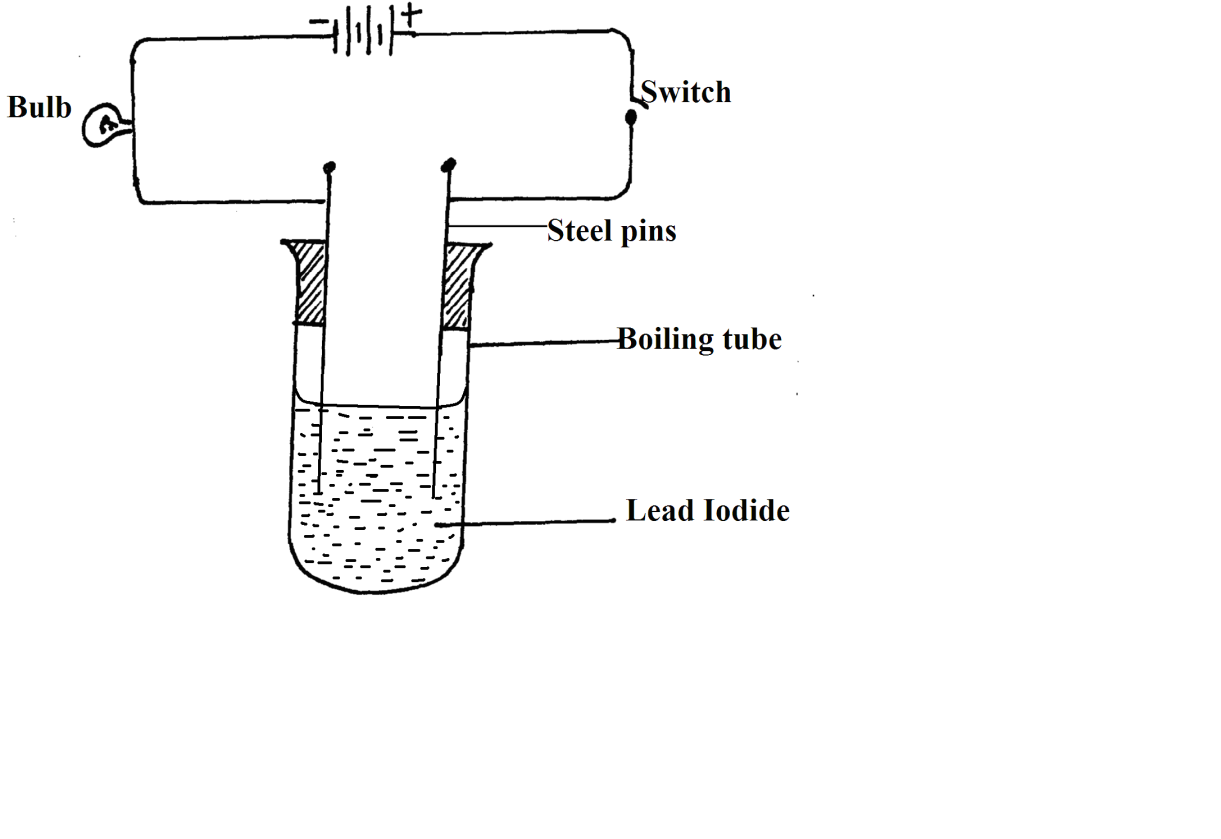 − +
Switch
Bulb
Steel pins
Boiling tube
Lead Iodide